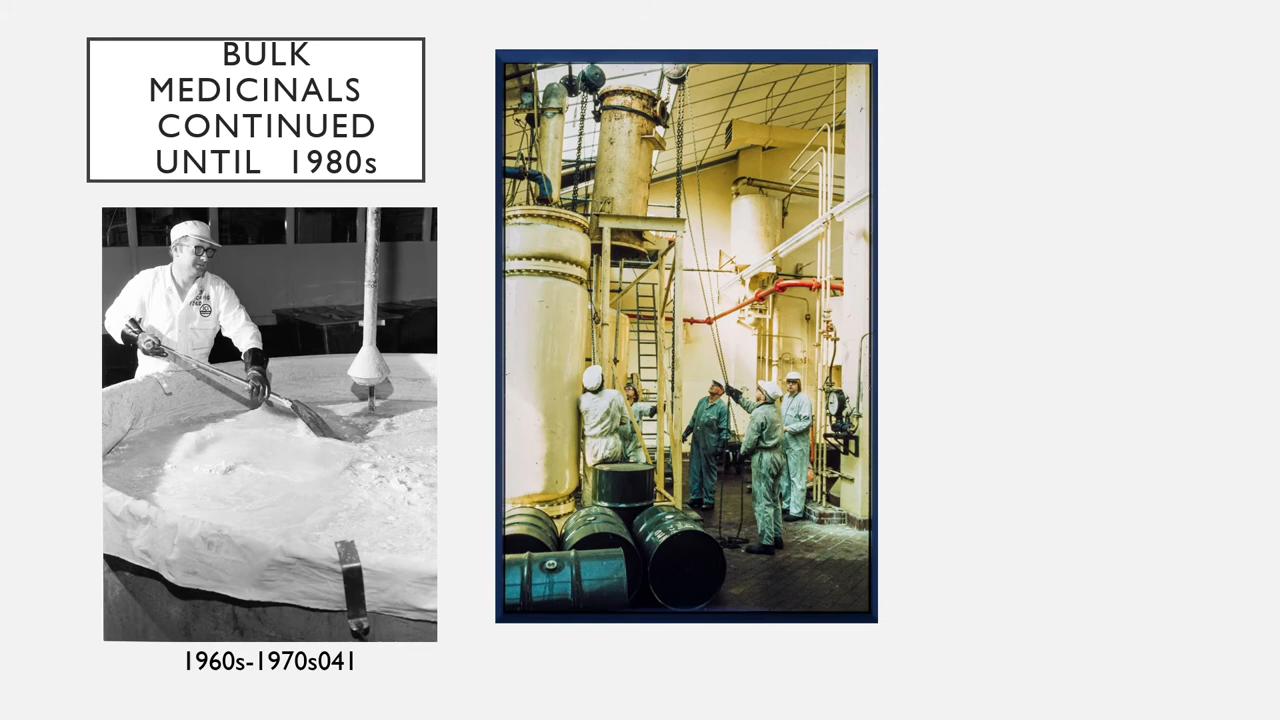 BULK
MEDICINALS
CONTINUED
UNTIL 1980s
1960s-1970s041